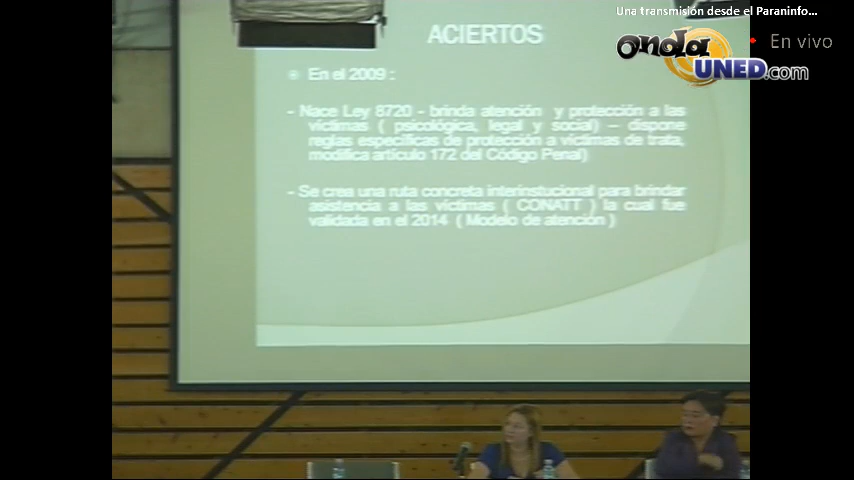 Una transmisión desde el Paraninfo...
onda UNED.com
En vivo
ACIERTOS
En el 2009 :
- Nace Ley 8720 - brinda atención y protección a las
víctimas ( psicológica, legal y social) – dispone
reglas específicas de protección a víctimas de trata,
modifica artículo 172 del Código Penal)
- Se crea una ruta concreta interinstucional para brindar
asistencia a las víctimas ( CONATT ) la cual fue
validada en el 2014 ( Modelo de atención )